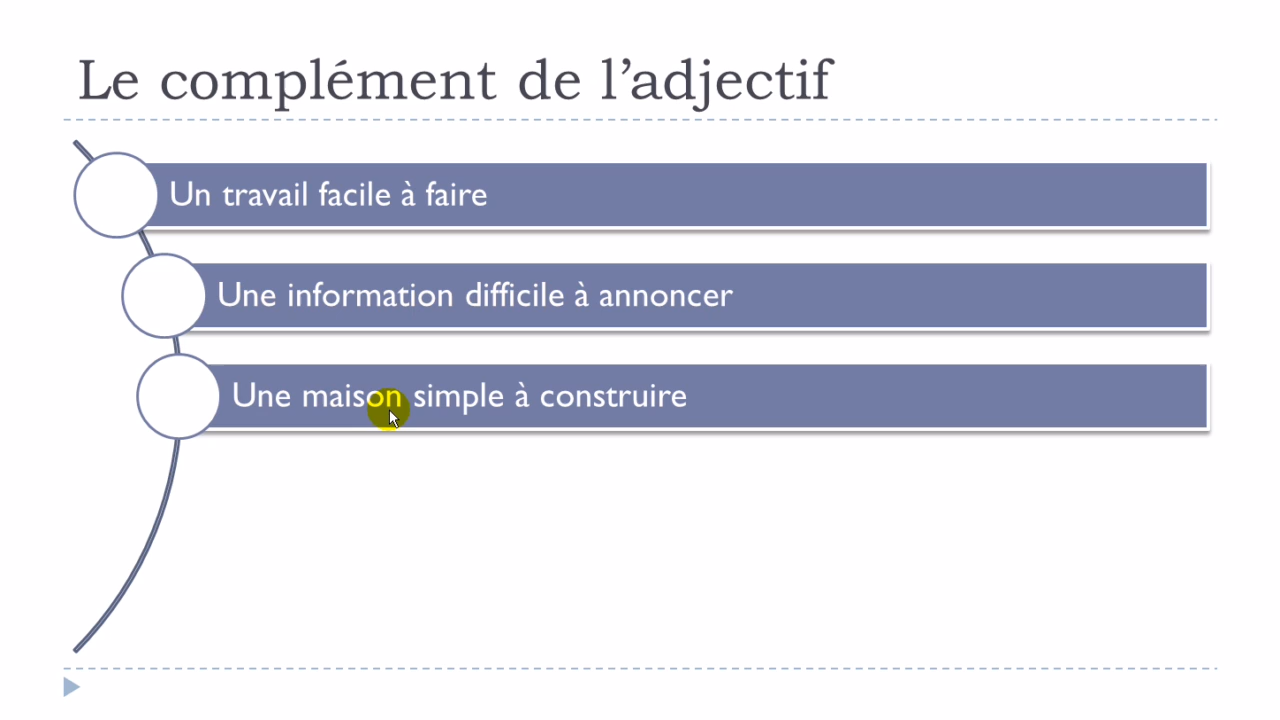 Le complément de l’adjectif
Un travail facile à faire
Une information difficile à annoncer
Une maison simple à construire